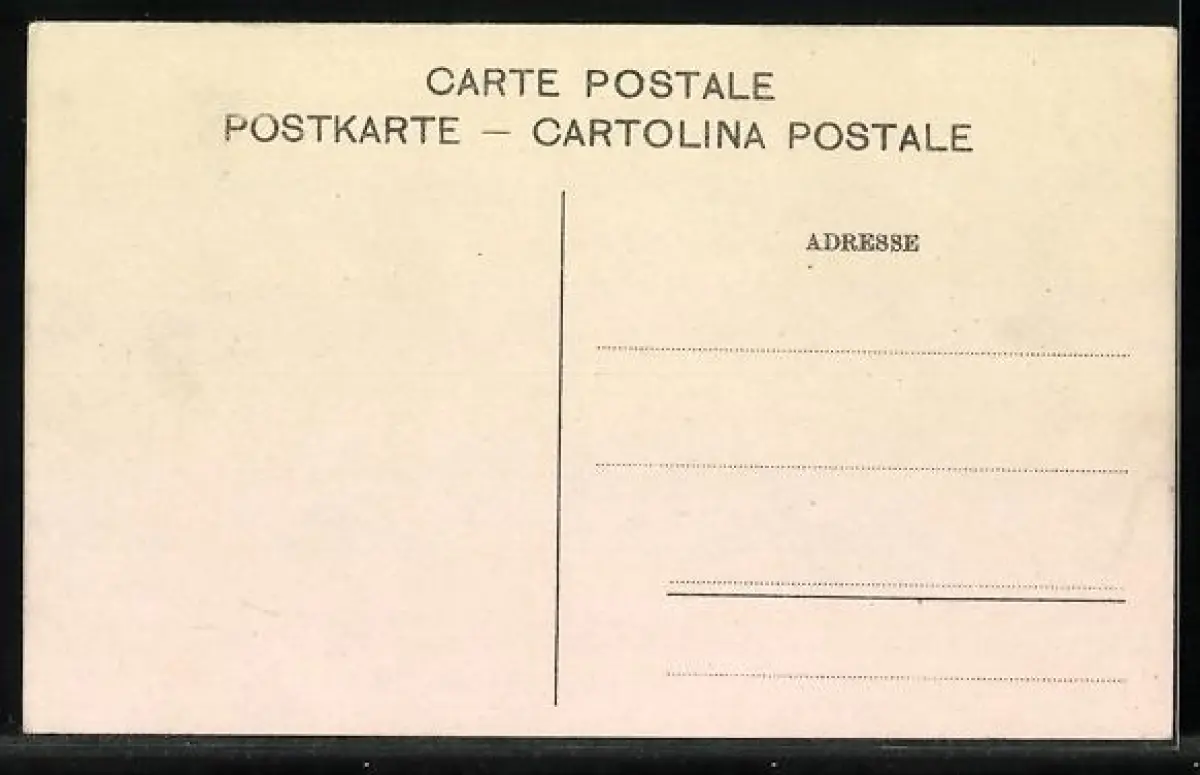 CARTE POSTALE
POSTKARTE — CARTOLINA POSTALE
ADRESSE